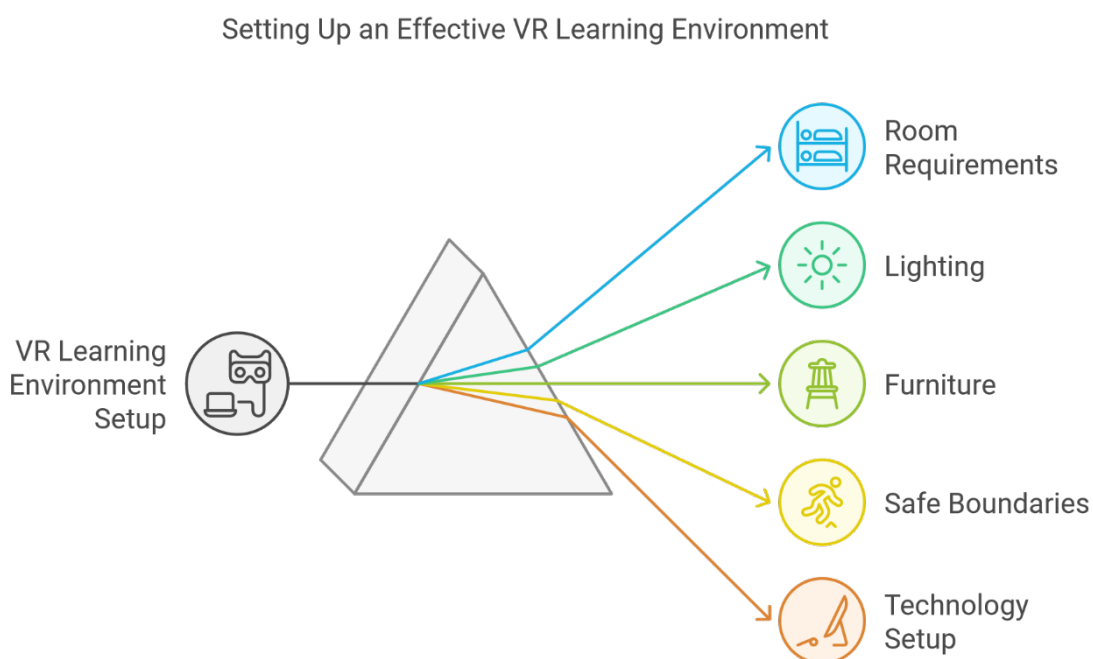 Setting Up an Effective VR Learning Environment
VR Learning
Environment
Setup
Room
Requirements
Lighting
Furniture
Safe Boundaries
Technology
Setup